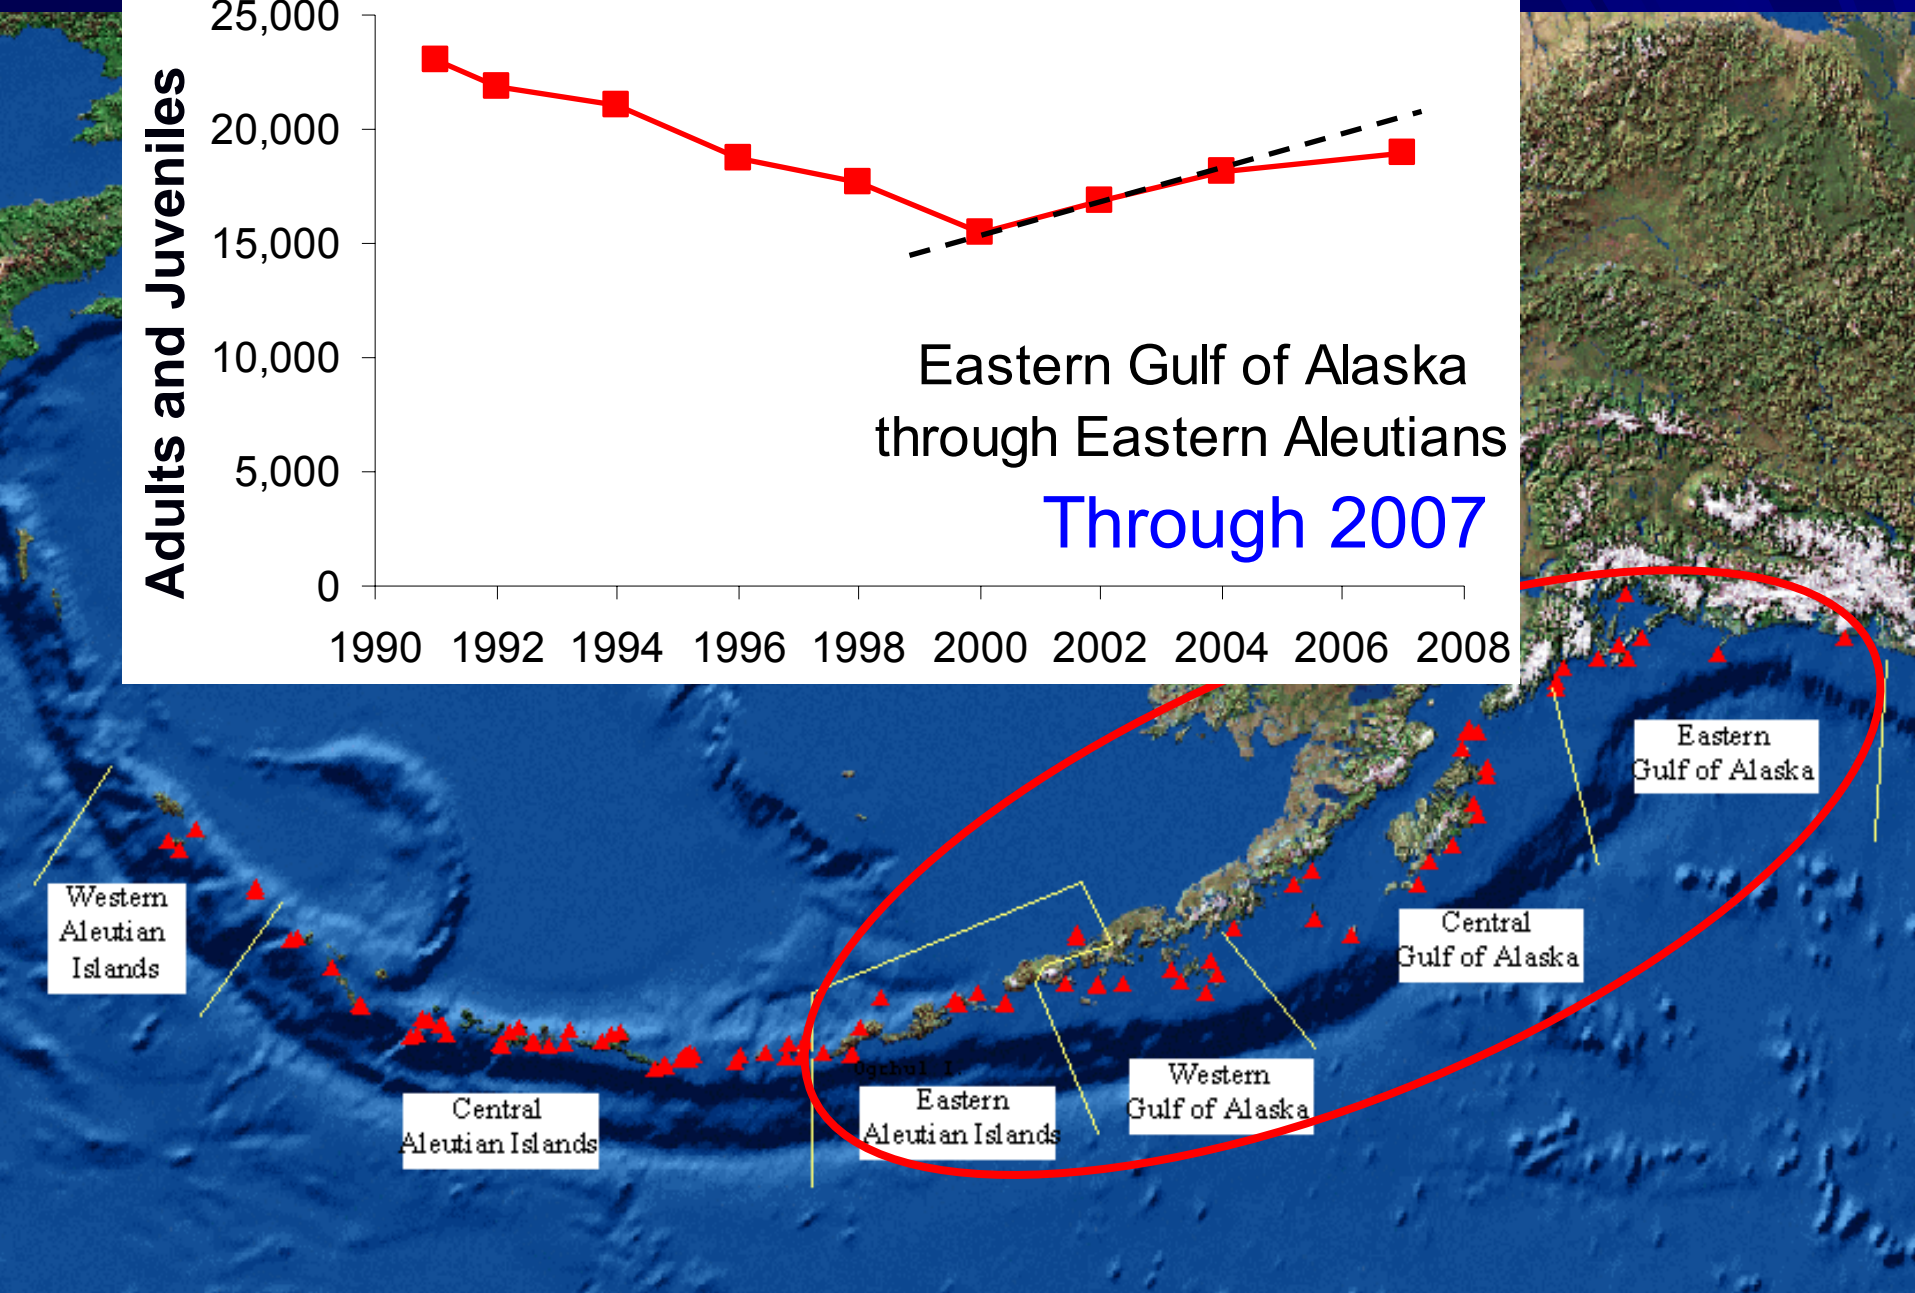 25,000
20,000
15,000
10,000
5,000
0
Adults and Juveniles
1990 1992 1994 1996 1998 2000 2002 2004 2006 2008
Eastern Gulf of Alaska
through Eastern Aleutians
Through 2007
Eastern
Gulf of Alaska
Western
Aleutian
Islands
Central
Gulf of Alaska
Western
Gulf of Alaska
Eastern
Aleutian Islands
Central
Aleutian Islands